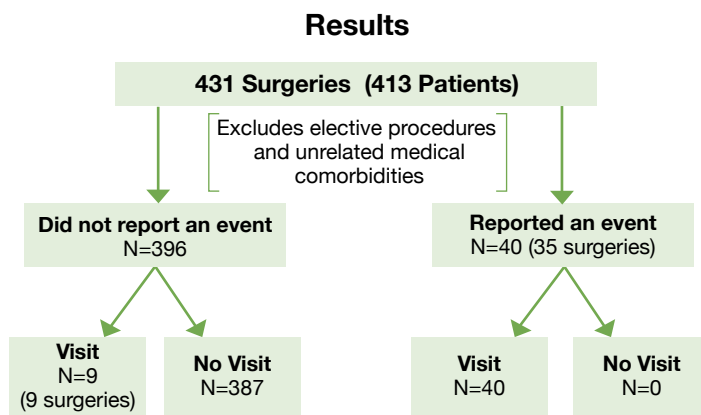 Results
431 Surgeries (413 Patients)
Excludes elective procedures
and unrelated medical
comorbidities
Did not report an event
N=396
Reported an event
N=40 (35 surgeries)
Visit
N=9
(9 surgeries)
No Visit
N=387
Visit
N=40
No Visit
N=0